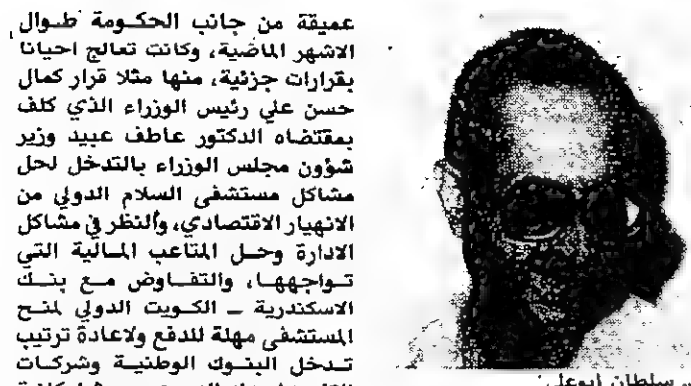 عميقة من جانب الحكومة طوال
الاشهر الماضية، وكانت تعالج احيانا
بقرارات جزئية، منها مثلا قرار كمال
حسن علي رئيس الوزراء الذي كلف
بمقتضاه الدكتور عاطف عبيد وزير
شؤون مجلس الوزراء بالتدخل لحل
مشاكل مستشفى السلام الدولي من
الانهيار الاقتصادي، والنظر في مشاكل
الادارة وحل المتاعب المالية التي
تواجهها، والتفاوض مع بنك
الاسكندرية ـ الكويت الدولي لمنح
المستشفى مهلة للدفع ولاعادة ترتيب
تدخل البنوك الوطنية وشركات
سلطان ابوعلي